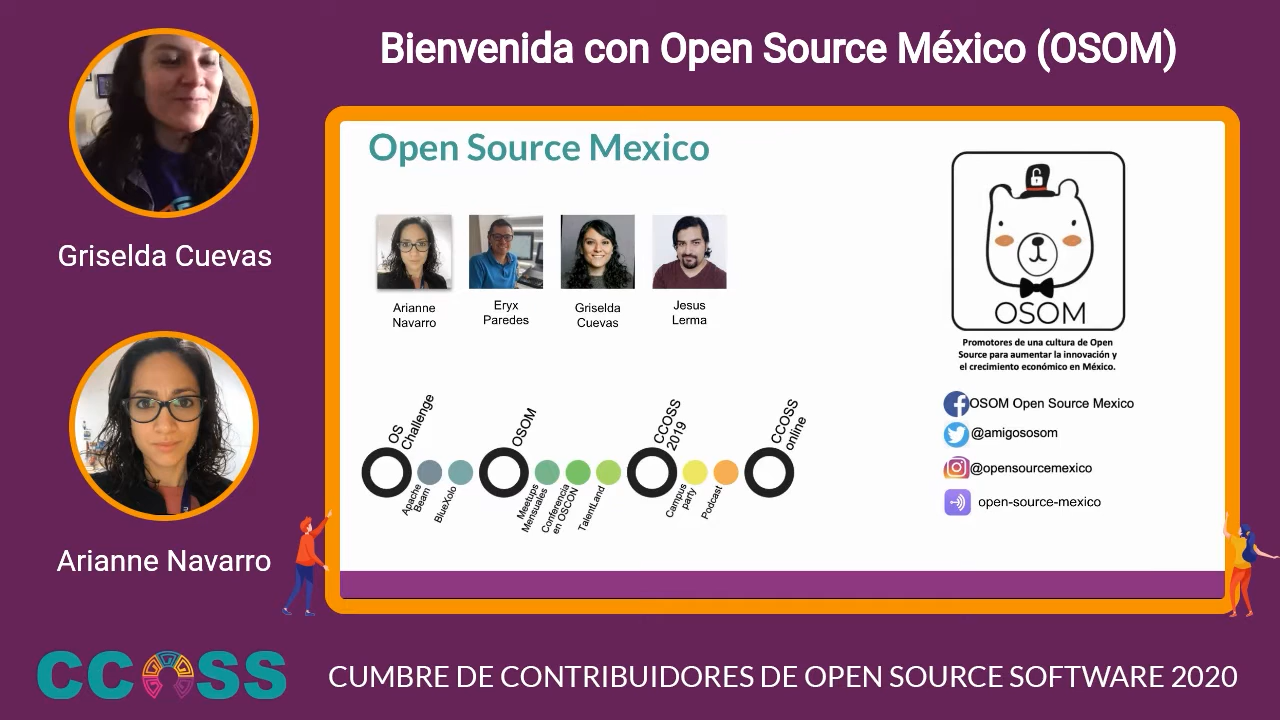 Bienvenida con Open Source México (OSOM)
Griselda Cuevas
Arianne Navarro
Open Source Mexico
Arianne
Navarro
Eryx
Paredes
Griselda
Cuevas
Jesus
Lerma
OS
Challenge
Apache
Beam
BlueXolo
OSOM
Meetups
Mensuales
Conferencia
en OSCON
TalentLand
CCOSS
2019
Campus
party
Podcast
CCOSS
online
OSOM
Promotores de una cultura de Open
Source para aumentar la innovación y
el crecimiento económico en México.
OSOM Open Source Mexico
@amigososom
@opensourcemexico
open-source-mexico
CCOSS
CUMBRE DE CONTRIBUIDORES DE OPEN SOURCE SOFTWARE 2020